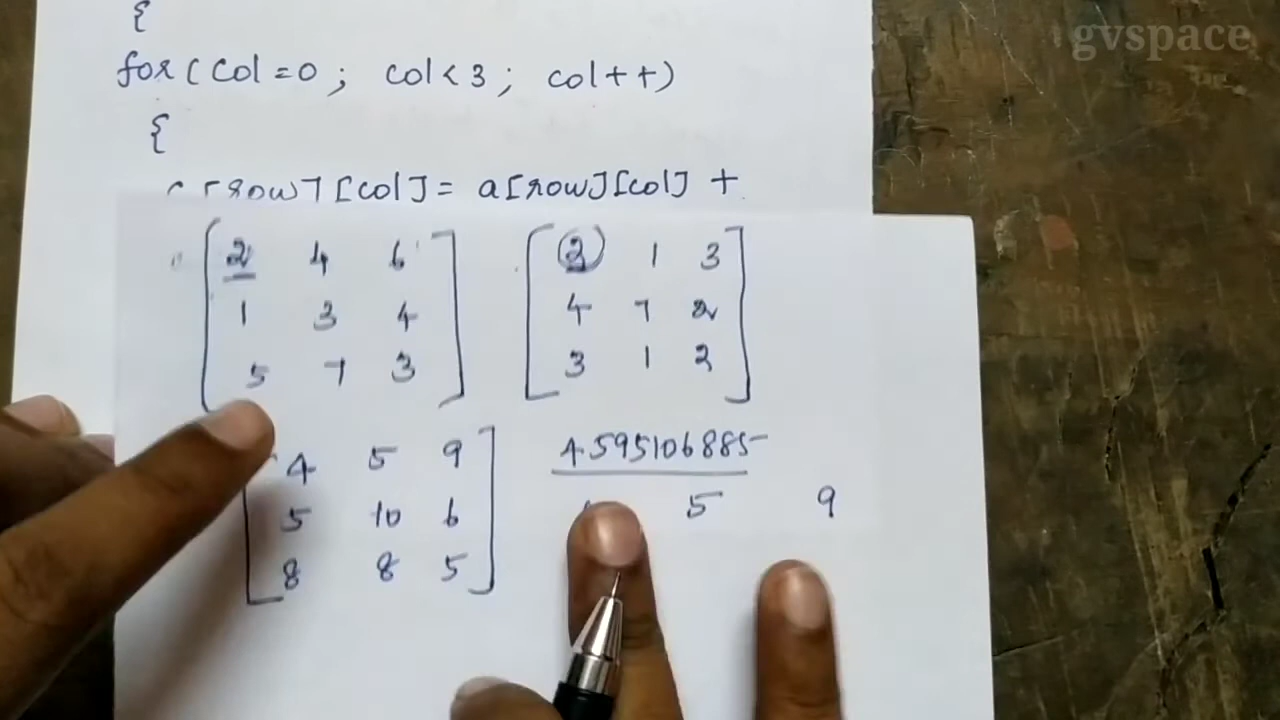 gvspace
{
for(col=0; col<3; col++)
{
[row][col]= a[row][col] +
2 4 6 2 1 3
1 3 4 4 7 2
5 7 3 3 1 2
4 5 9 4595106885
5 10 6 5 9
8 8 5